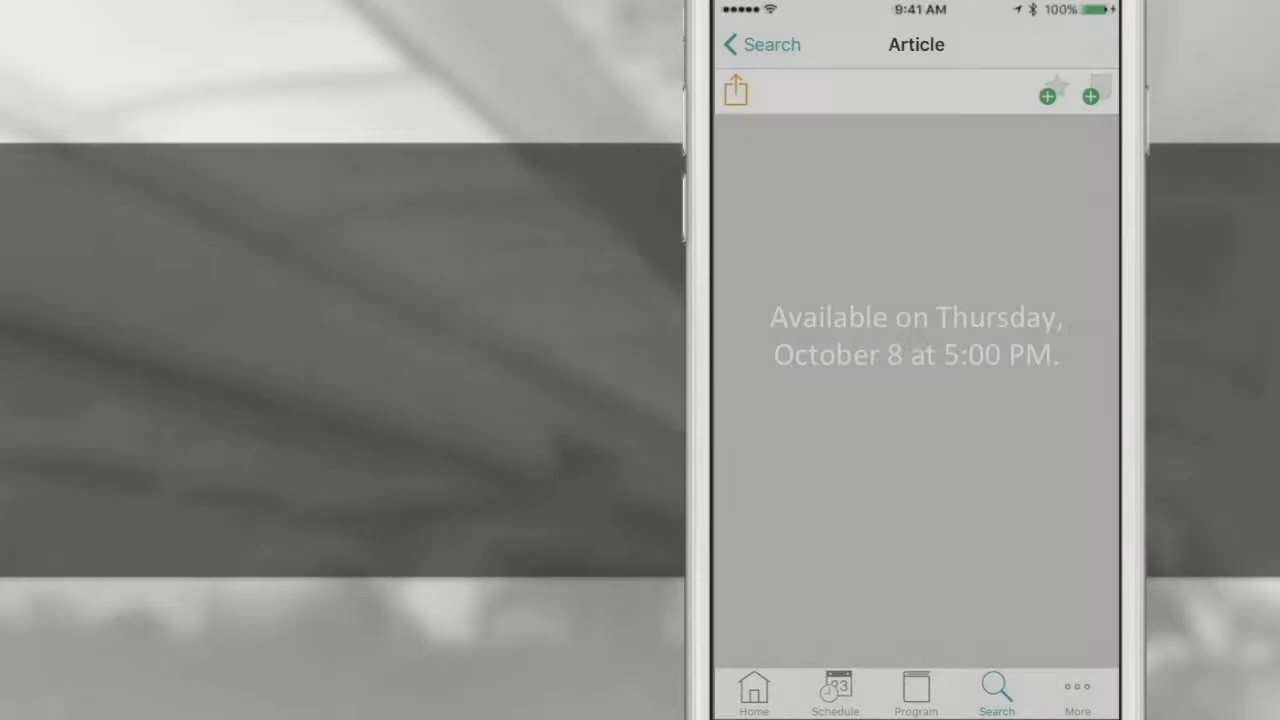 9:41 AM
100%
Search
Article
Available on Thursday,
October 8 at 5:00 PM.
23
Home
Schedule
Program
Search
More